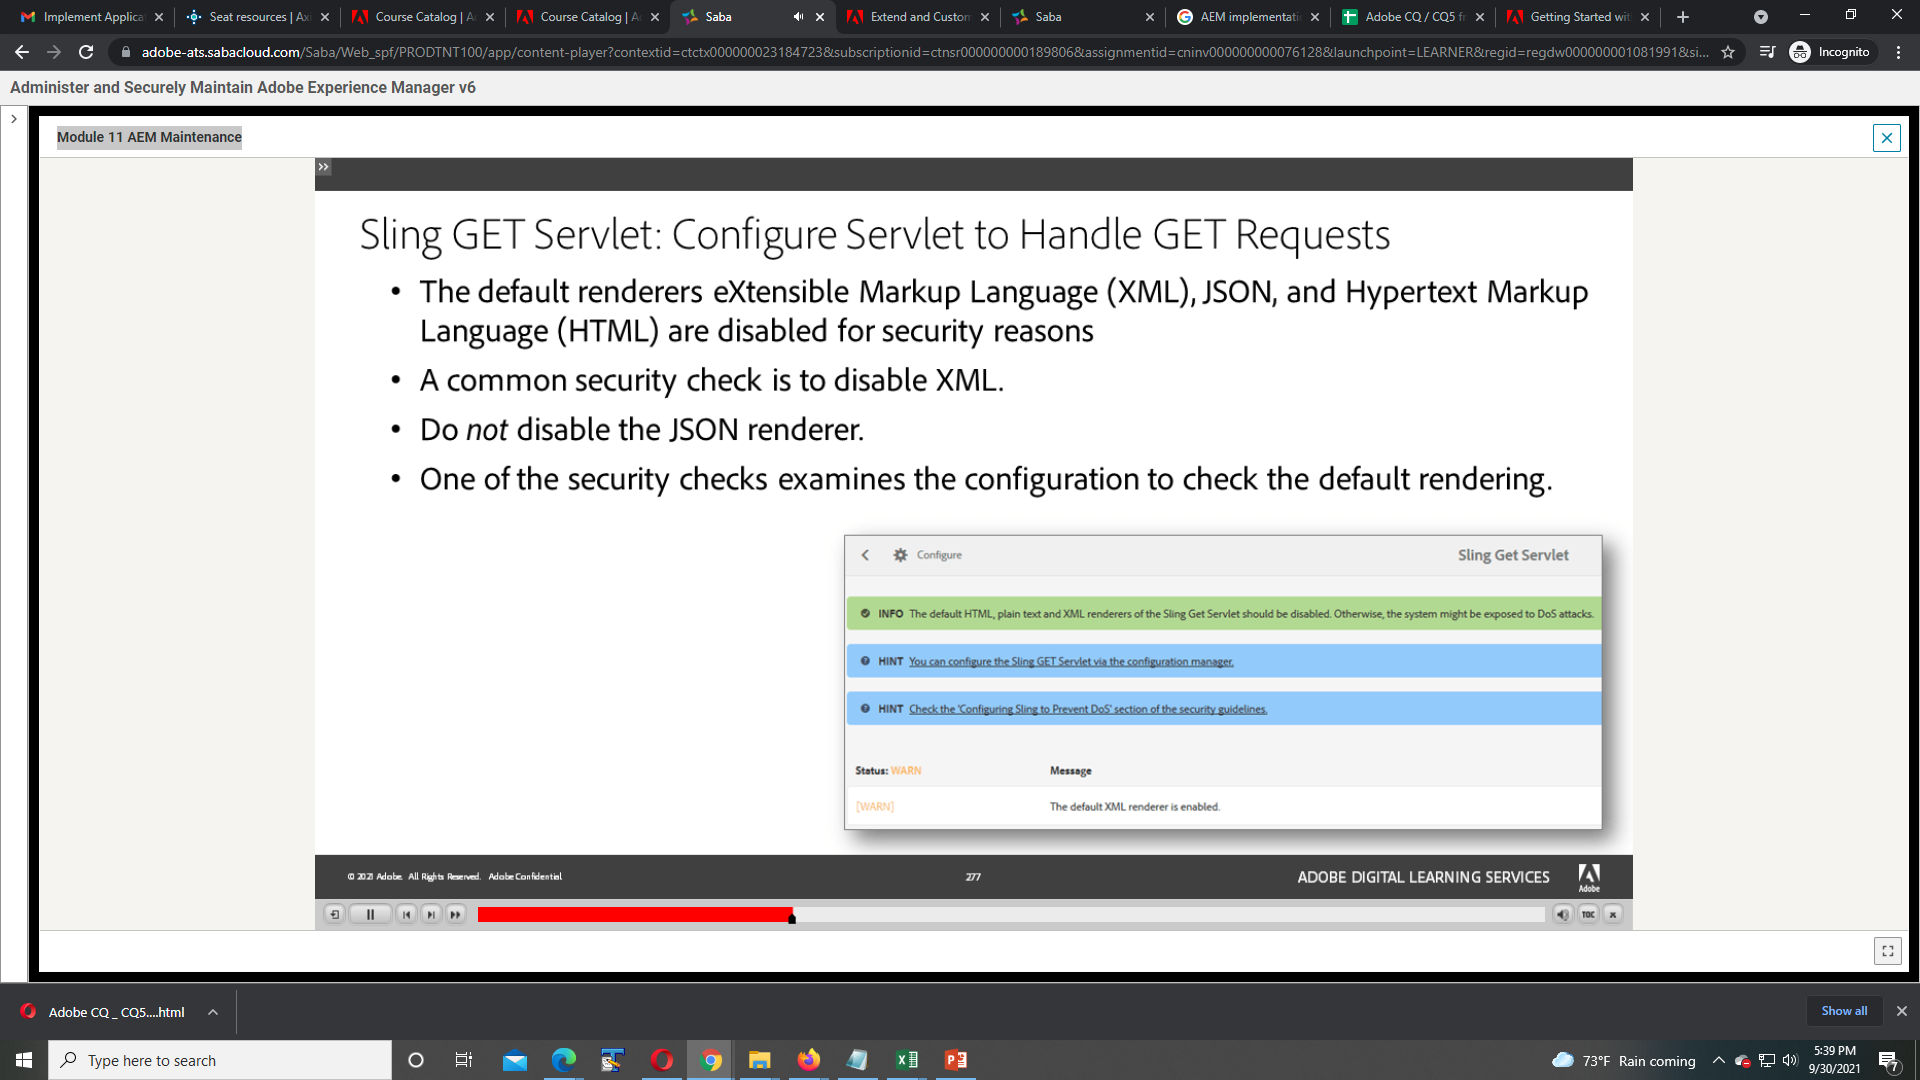 Implement Applica
Seat resources | Ax
Course Catalog | A
Course Catalog | A
Saba
Extend and Custom
Saba
AEM implementati
Adobe CQ / CQ5 fr
Getting Started wit
adobe-ats.sabacloud.com/Saba/Web_spf/PRODTNT100/app/content-player?contextid=ctctx000000023184723&subscriptionid=ctnsr000000000189806&assignmentid=cninv000000000076128&launchpoint=LEARNER&regid=regdw000000001081991&si...
Incognito
Administer and Securely Maintain Adobe Experience Manager v6
Module 11 AEM Maintenance
Sling GET Servlet: Configure Servlet to Handle GET Requests
• The default renderers eXtensible Markup Language (XML), JSON, and Hypertext Markup
Language (HTML) are disabled for security reasons
• A common security check is to disable XML.
• Do not disable the JSON renderer.
• One of the security checks examines the configuration to check the default rendering.
Configure
Sling Get Servlet
INFO The default HTML, plain text and XML renderers of the Sling Get Servlet should be disabled. Otherwise, the system might be exposed to DoS attacks.
HINT You can configure the Sling GET Servlet via the configuration manager.
HINT Check the 'Configuring Sling to Prevent DoS' section of the security guidelines.
Status: WARN Message
[WARN] The default XML renderer is enabled.
© 2021 Adobe. All Rights Reserved. Adobe Confidential
277
ADOBE DIGITAL LEARNING SERVICES
Adobe
TOC
Adobe CQ _ CQ5....html
Show all
Type here to search
73°F Rain coming
5:39 PM
9/30/2021
7